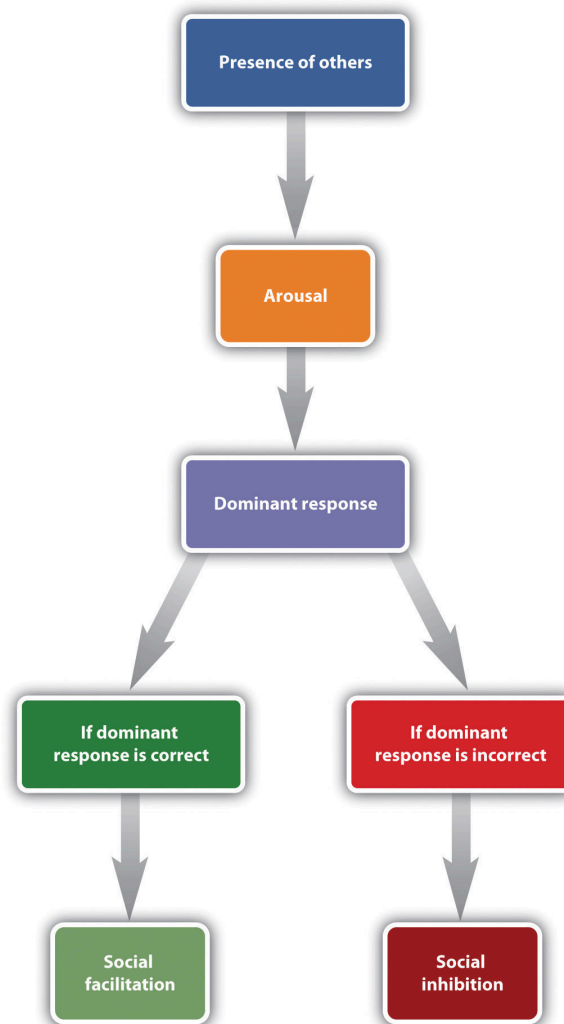 Presence of others
Arousal
Dominant response
If dominant
response is correct
If dominant
response is incorrect
Social
facilitation
Social
inhibition